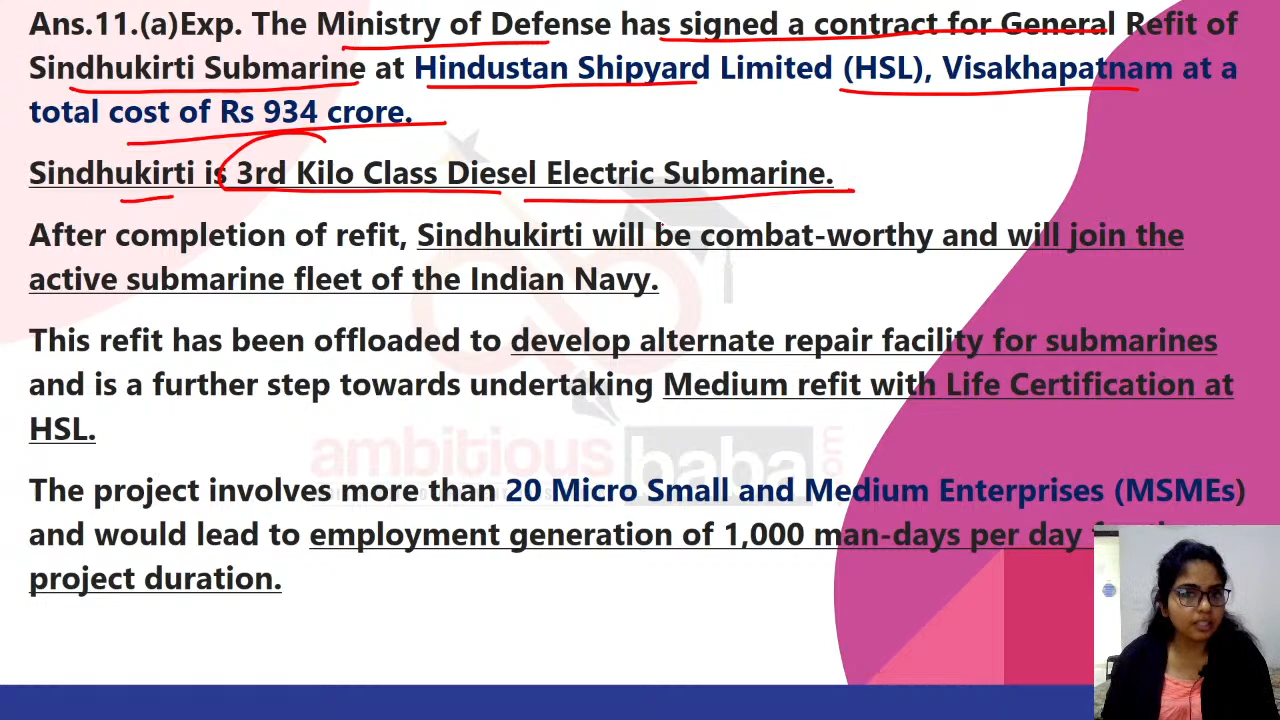 Ans.11.(a)Exp. The Ministry of Defense has signed a contract for General Refit of
Sindhukirti Submarine at Hindustan Shipyard Limited (HSL), Visakhapatnam at a
total cost of Rs 934 crore.
Sindhukirti is 3rd Kilo Class Diesel Electric Submarine.
After completion of refit, Sindhukirti will be combat-worthy and will join the
active submarine fleet of the Indian Navy.
This refit has been offloaded to develop alternate repair facility for submarines
and is a further step towards undertaking Medium refit with Life Certification at
HSL.
ambitious baba .com
The project involves more than 20 Micro Small and Medium Enterprises (MSMEs)
and would lead to employment generation of 1,000 man-days per day
project duration.